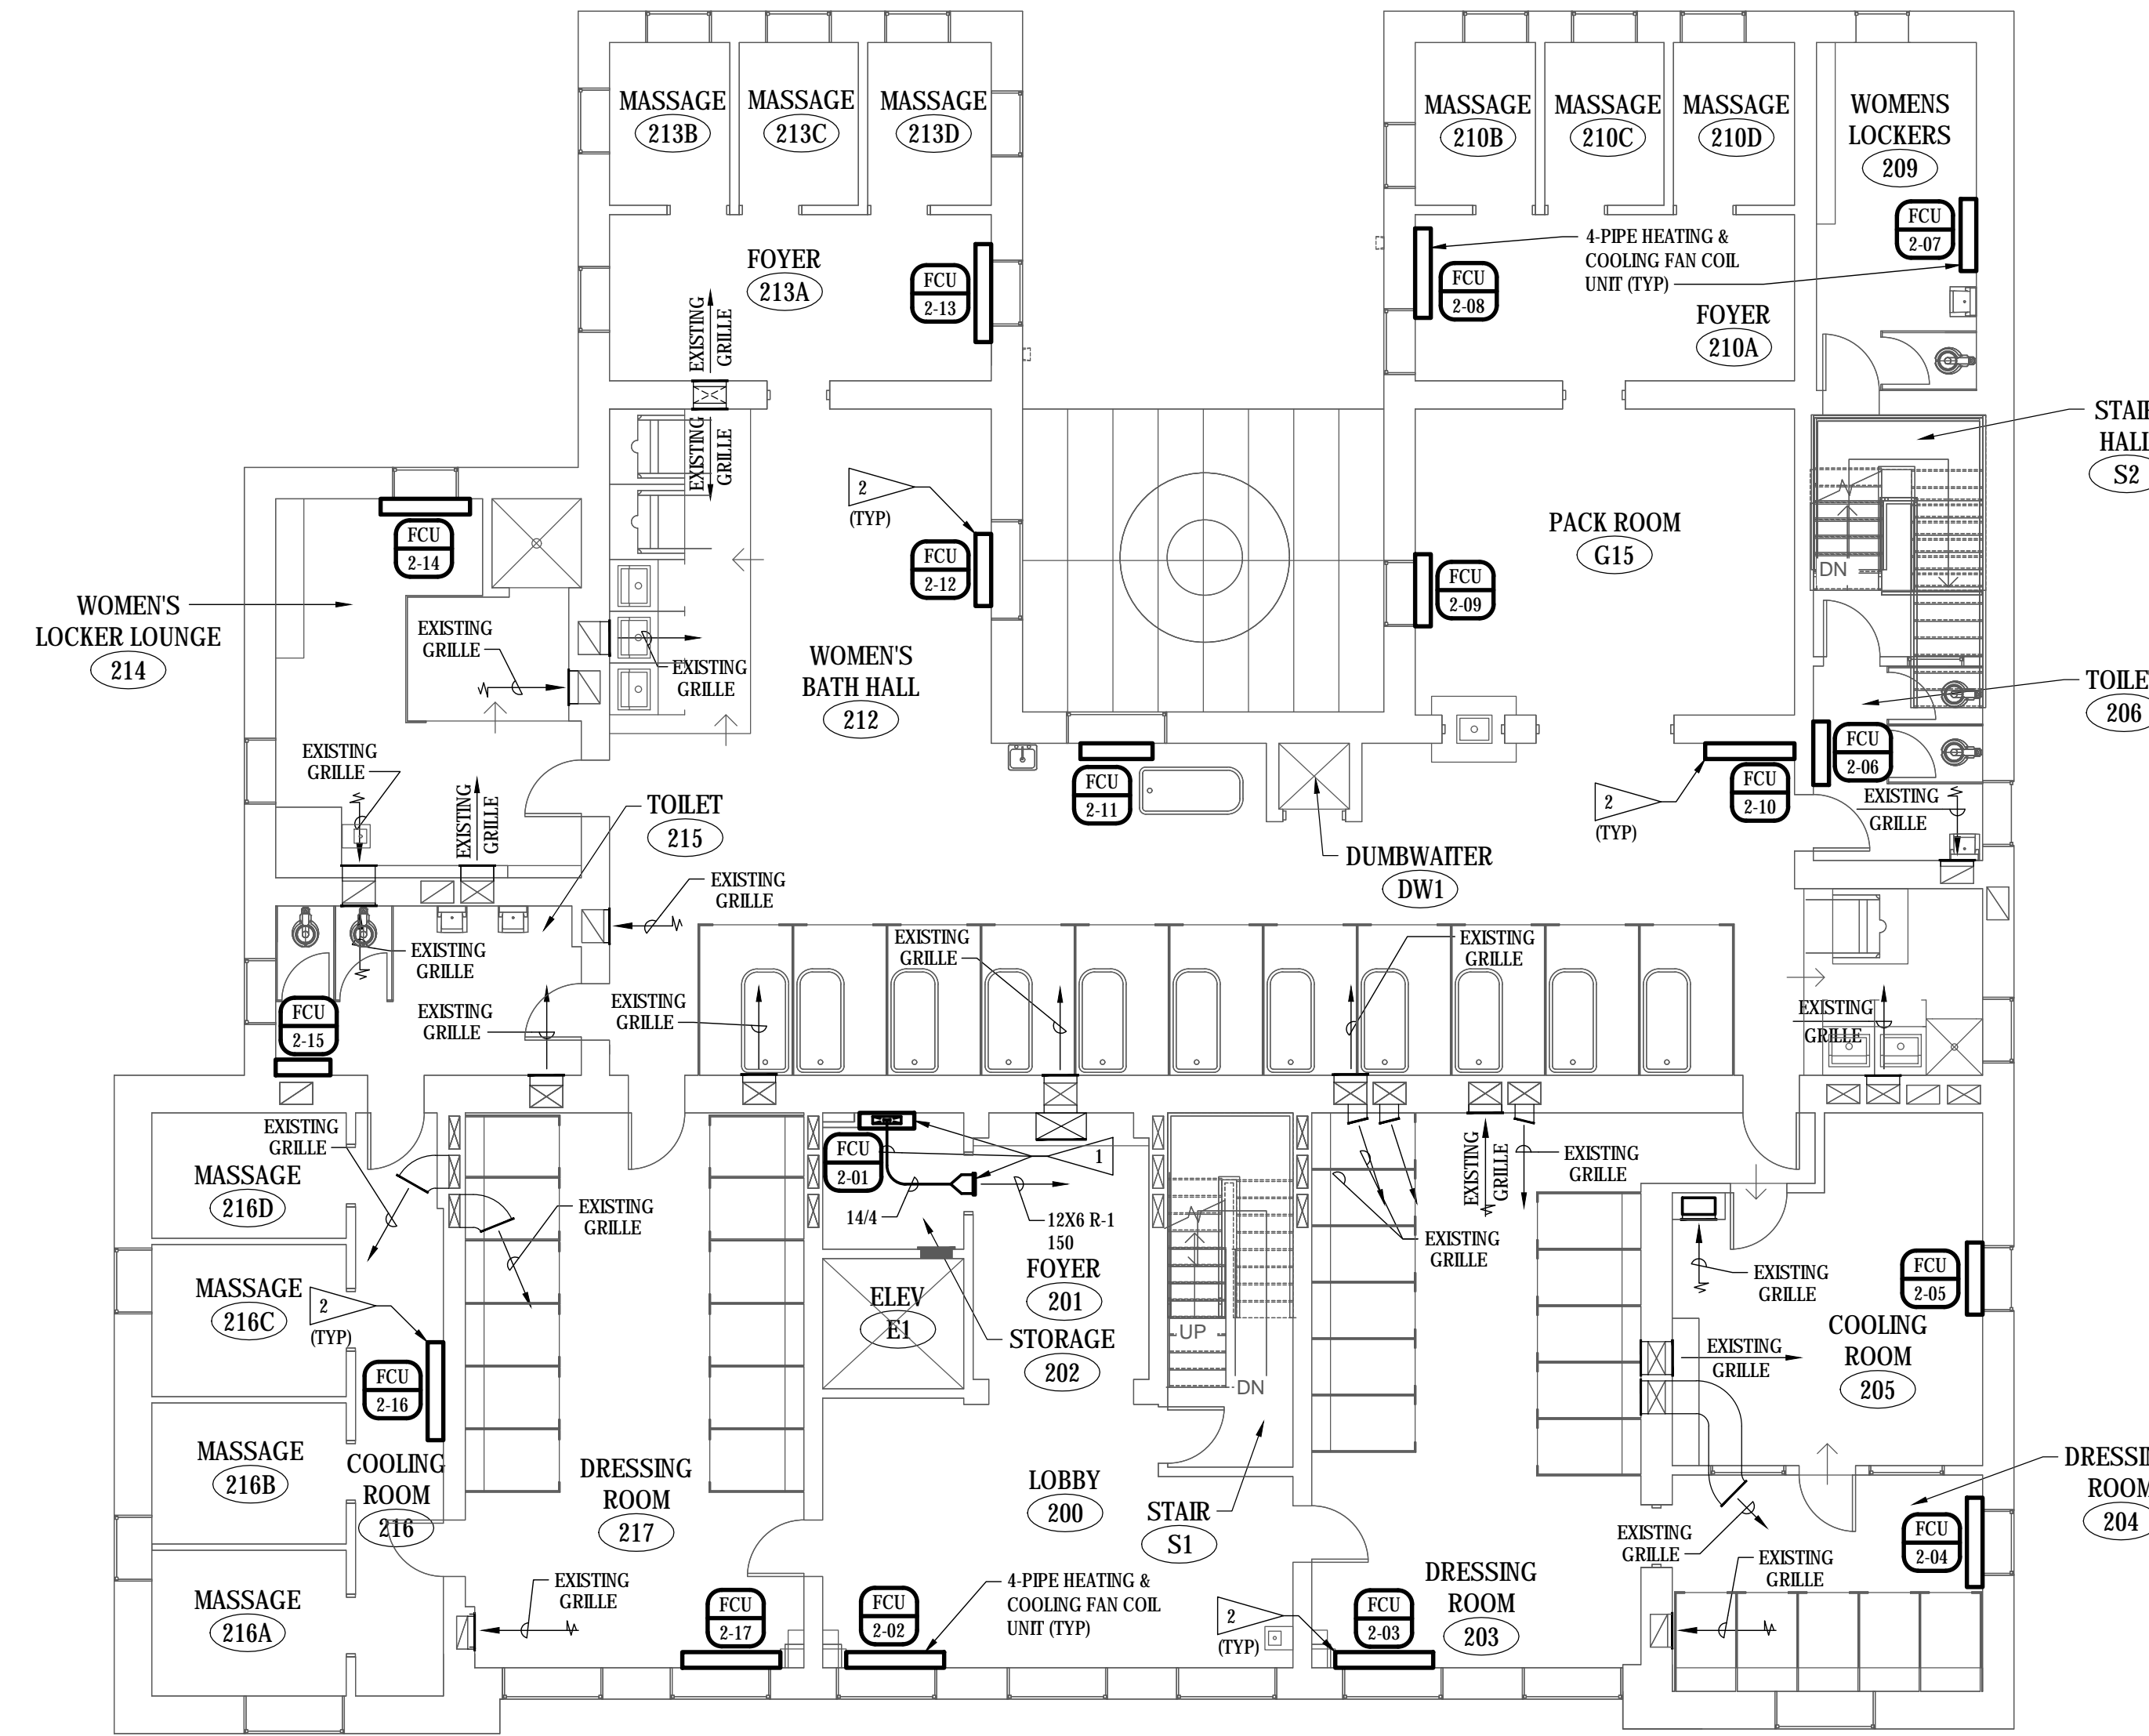 MASSAGE
213B
MASSAGE
213C
MASSAGE
213D
MASSAGE
210B
MASSAGE
210C
MASSAGE
210D
WOMENS
LOCKERS
209
FCU
2-07
4-PIPE HEATING &
COOLING FAN COIL
UNIT (TYP)
FCU
2-08
FOYER
213A
FCU
2-13
EXISTING
GRILLE
FOYER
210A
EXISTING
GRILLE
HALL
S2
2
(TYP)
FCU
2-12
FCU
2-14
PACK ROOM
G15
FCU
2-09
DN
WOMEN'S
LOCKER LOUNGE
214
EXISTING
GRILLE
EXISTING
GRILLE
WOMEN'S
BATH HALL
212
206
EXISTING
GRILLE
EXISTING
GRILLE
TOILET
215
FCU
2-11
2
(TYP)
FCU
2-10
FCU
2-06
EXISTING
GRILLE
DUMBWAITER
DW1
EXISTING
GRILLE
EXISTING
GRILLE
EXISTING
GRILLE
EXISTING
GRILLE
FCU
2-15
EXISTING
GRILLE
EXISTING
GRILLE
EXISTING
GRILLE
EXISTING
GRILLE
MASSAGE
216D
EXISTING
GRILLE
FCU
2-01
14/4
1
12X6 R-1
150
FOYER
201
EXISTING
GRILLE
EXISTING
GRILLE
EXISTING
GRILLE
EXISTING
GRILLE
FCU
2-05
MASSAGE
216C
2
(TYP)
ELEV
E1
STORAGE
202
UP
DN
EXISTING
GRILLE
COOLING
ROOM
205
FCU
2-16
MASSAGE
216B
COOLING
ROOM
216
DRESSING
ROOM
217
LOBBY
200
STAIR
S1
EXISTING
GRILLE
FCU
2-04
ROOM
204
MASSAGE
216A
EXISTING
GRILLE
FCU
2-17
FCU
2-02
4-PIPE HEATING &
COOLING FAN COIL
UNIT (TYP)
2
(TYP)
FCU
2-03
DRESSING
ROOM
203
EXISTING
GRILLE